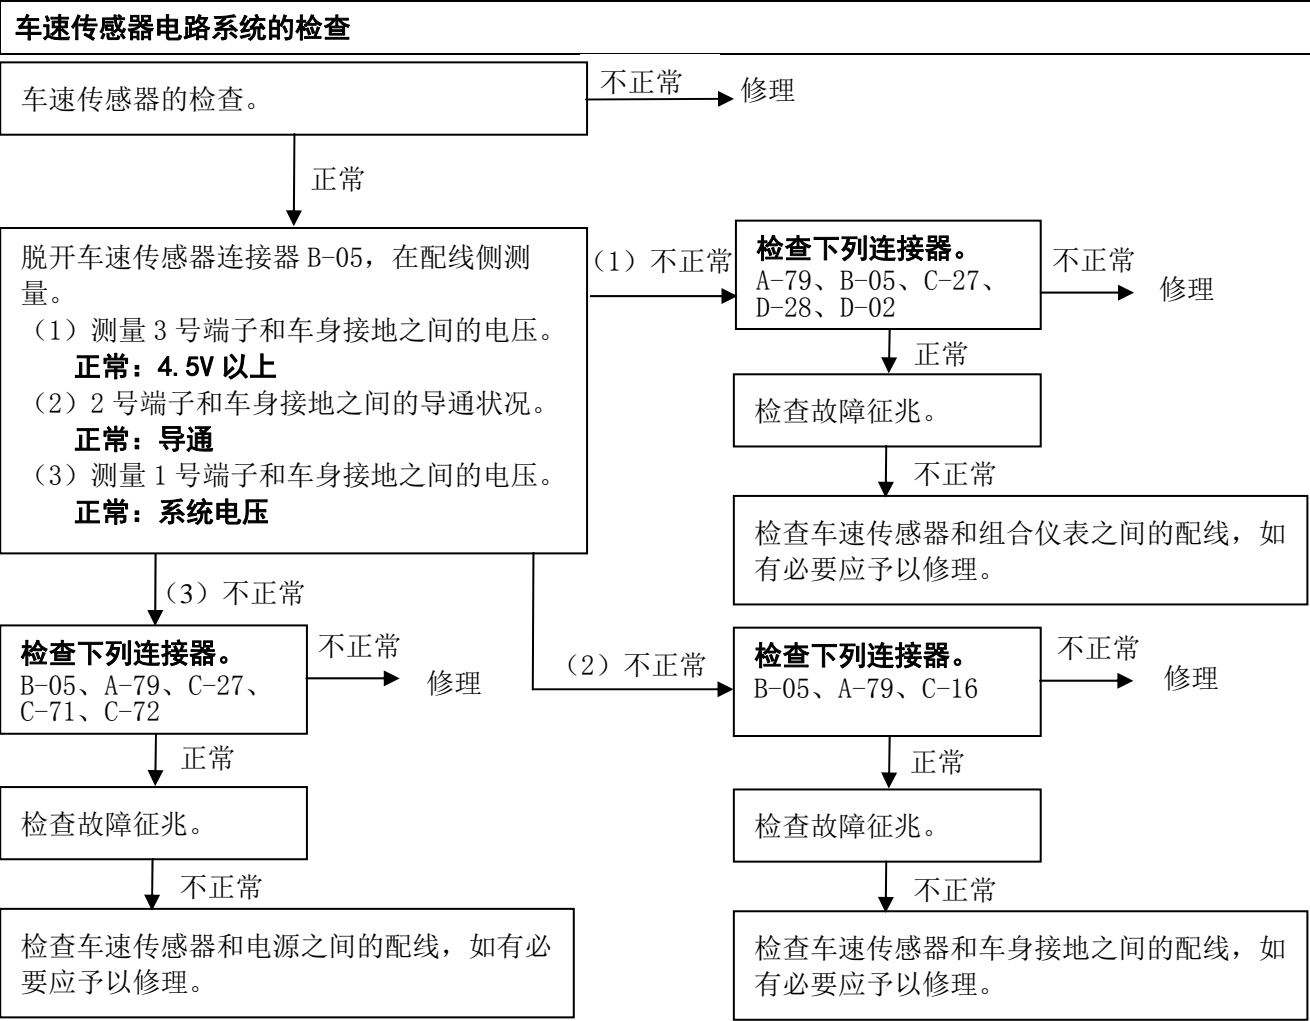 车速传感器电路系统的检查
车速传感器的检查。
不正常
修理
正常
脱开车速传感器连接器 B-05，在配线侧测
量。
（1）测量 3 号端子和车身接地之间的电压。
正常：4.5V 以上
（2）2 号端子和车身接地之间的导通状况。
正常：导通
（3）测量 1 号端子和车身接地之间的电压。
正常：系统电压
（1）不正常
检查下列连接器。
A-79、B-05、C-27、
D-28、D-02
不正常
修理
正常
检查故障征兆。
不正常
检查车速传感器和组合仪表之间的配线，如
有必要应予以修理。
（3）不正常
检查下列连接器。
B-05、A-79、C-27、
C-71、C-72
不正常
修理
正常
检查故障征兆。
不正常
检查车速传感器和电源之间的配线，如有必
要应予以修理。
（2）不正常
检查下列连接器。
B-05、A-79、C-16
不正常
修理
正常
检查故障征兆。
不正常
检查车速传感器和车身接地之间的配线，如
有必要应予以修理。